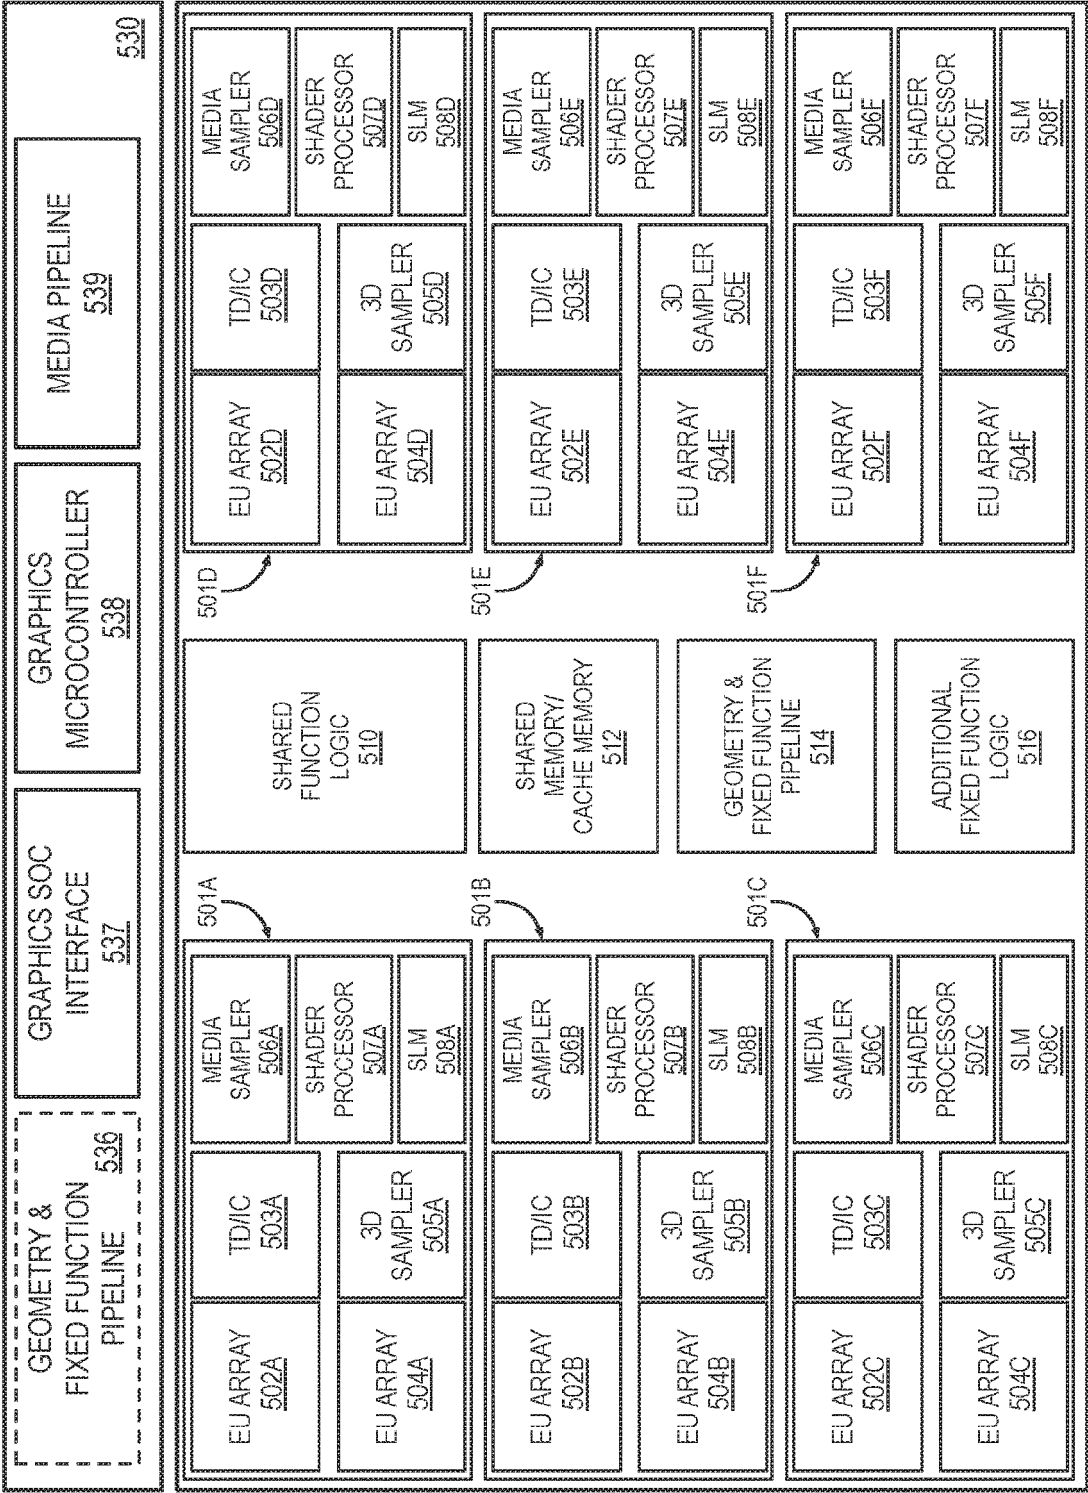 530
GEOMETRY &
FIXED FUNCTION
PIPELINE
536
GRAPHICS SOC
INTERFACE
537
GRAPHICS
MICROCONTROLLER
538
MEDIA PIPELINE
539
501A
EU ARRAY
502A
TD/IC
503A
EU ARRAY
504A
3D
SAMPLER
505A
MEDIA
SAMPLER
506A
SHADER
PROCESSOR
507A
SLM
508A
501B
EU ARRAY
502B
TD/IC
503B
EU ARRAY
504B
3D
SAMPLER
505B
MEDIA
SAMPLER
506B
SHADER
PROCESSOR
507B
SLM
508B
501C
EU ARRAY
502C
TD/IC
503C
EU ARRAY
504C
3D
SAMPLER
505C
MEDIA
SAMPLER
506C
SHADER
PROCESSOR
507C
SLM
508C
SHARED
FUNCTION
LOGIC
510
SHARED
MEMORY/
CACHE MEMORY
512
GEOMETRY &
FIXED FUNCTION
PIPELINE
514
ADDITIONAL
FIXED FUNCTION
LOGIC
516
501D
EU ARRAY
502D
TD/IC
503D
EU ARRAY
504D
3D
SAMPLER
505D
MEDIA
SAMPLER
506D
SHADER
PROCESSOR
507D
SLM
508D
501E
EU ARRAY
502E
TD/IC
503E
EU ARRAY
504E
3D
SAMPLER
505E
MEDIA
SAMPLER
506E
SHADER
PROCESSOR
507E
SLM
508E
501F
EU ARRAY
502F
TD/IC
503F
EU ARRAY
504F
3D
SAMPLER
505F
MEDIA
SAMPLER
506F
SHADER
PROCESSOR
507F
SLM
508F